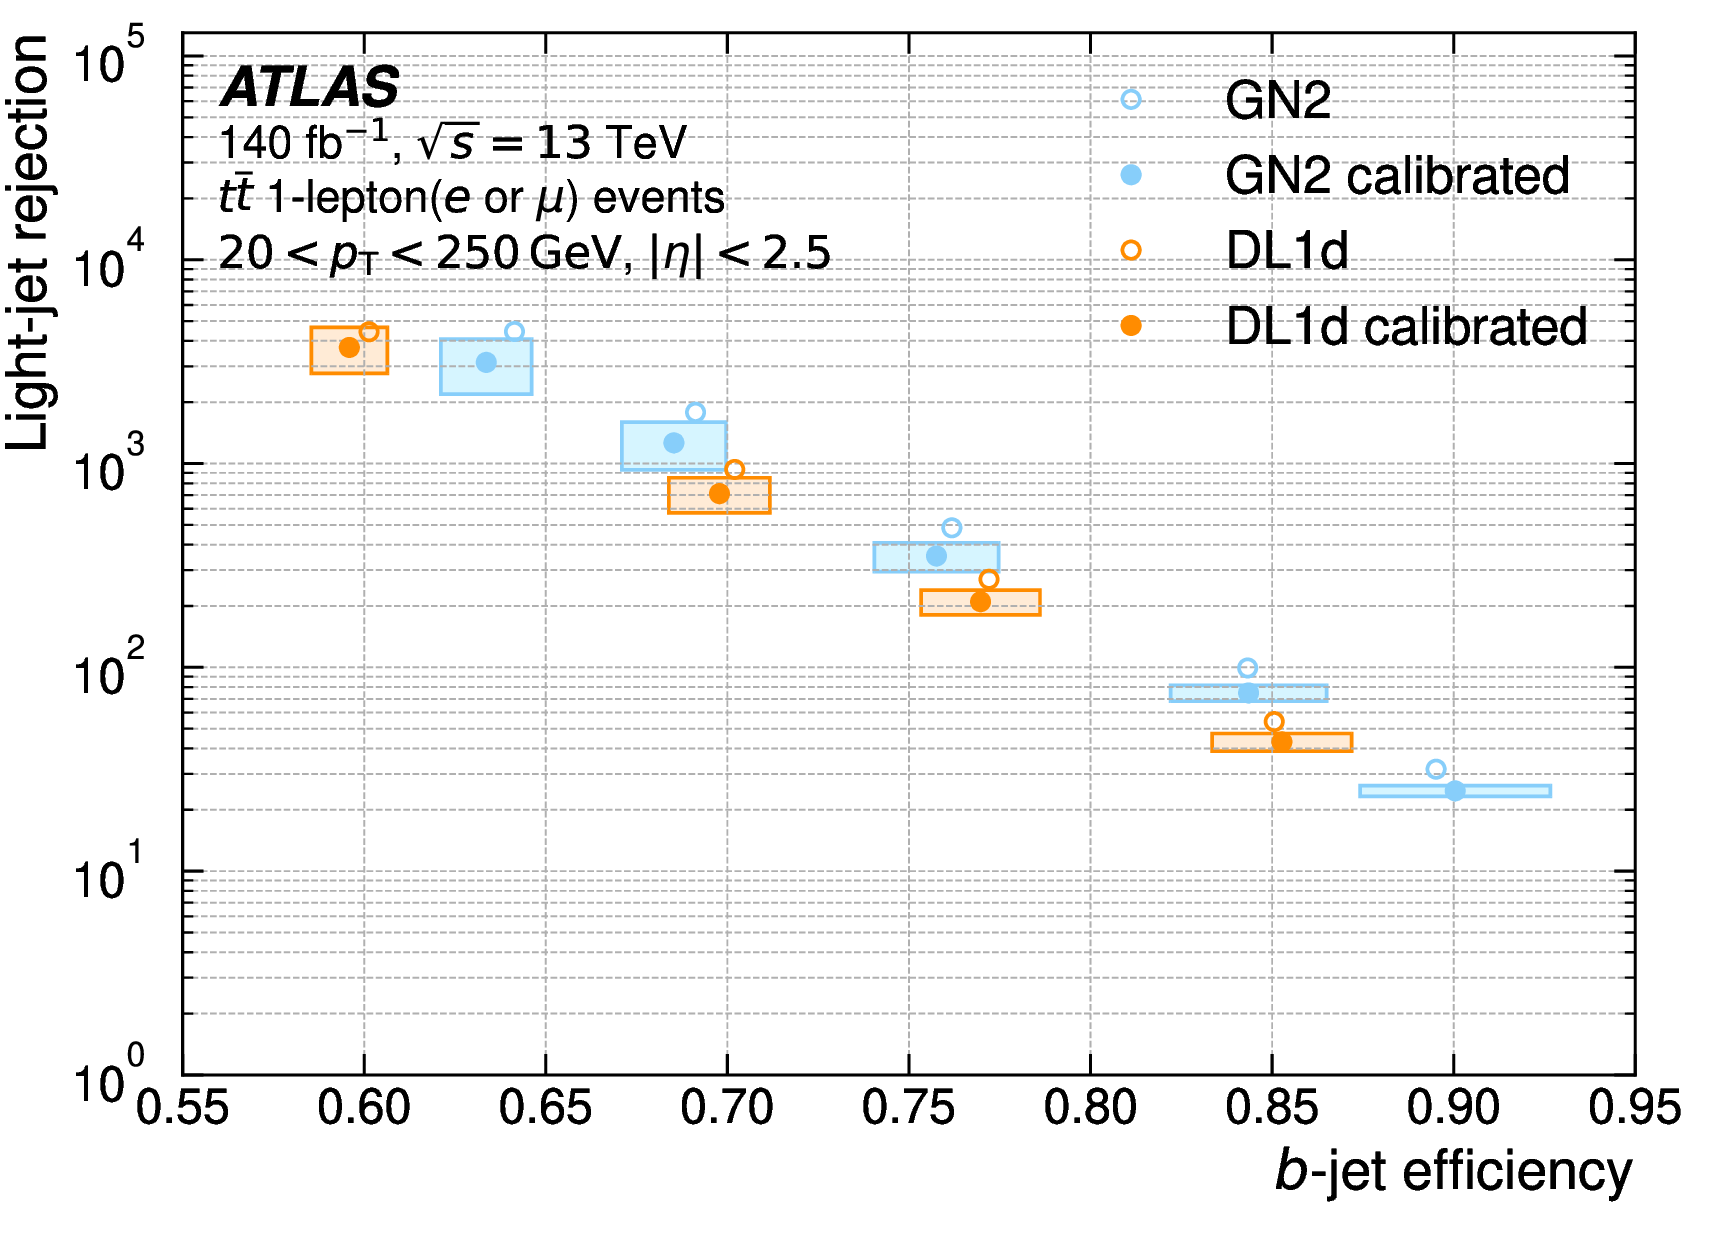 Light-jet rejection
10⁵
10⁴
10³
10²
10¹
10⁰
ATLAS
140 fb⁻¹, √s = 13 TeV
tt̄ 1-lepton(e or μ) events
20 < p_T < 250 GeV, |η| < 2.5
GN2
GN2 calibrated
DL1d
DL1d calibrated
0.55 0.60 0.65 0.70 0.75 0.80 0.85 0.90 0.95
b-jet efficiency